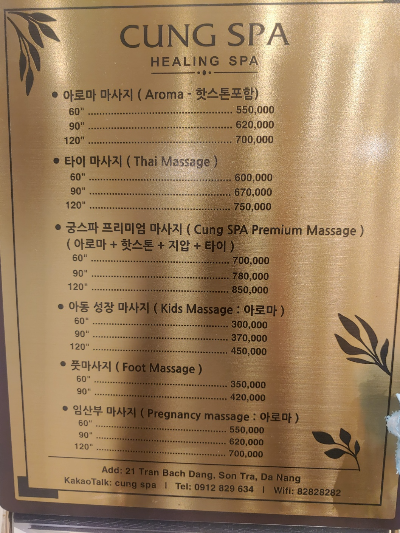 CUNG SPA
HEALING SPA
• 아로마 마사지 ( Aroma - 핫스톤포함)
60" ........ 550,000
90" ........ 620,000
120" ........ 700,000
• 타이 마사지 ( Thai Massage )
60" ........ 600,000
90" ........ 670,000
120" ........ 750,000
• 궁스파 프리미엄 마사지 ( Cung SPA Premium Massage )
( 아로마 + 핫스톤 + 지압 + 타이 )
60" ........ 700,000
90" ........ 780,000
120" ........ 850,000
• 아동 성장 마사지 ( Kids Massage : 아로마 )
60" ........ 300,000
90" ........ 370,000
120" ........ 450,000
• 풋마사지 ( Foot Massage )
60" ........ 350,000
90" ........ 420,000
• 임산부 마사지 ( Pregnancy massage : 아로마 )
60" ........ 550,000
90" ........ 620,000
120" ........ 700,000
Add: 21 Tran Bach Dang, Son Tra, Da Nang
KakaoTalk: cung spa | Tel: 0912 829 634 | Wifi: 82828282